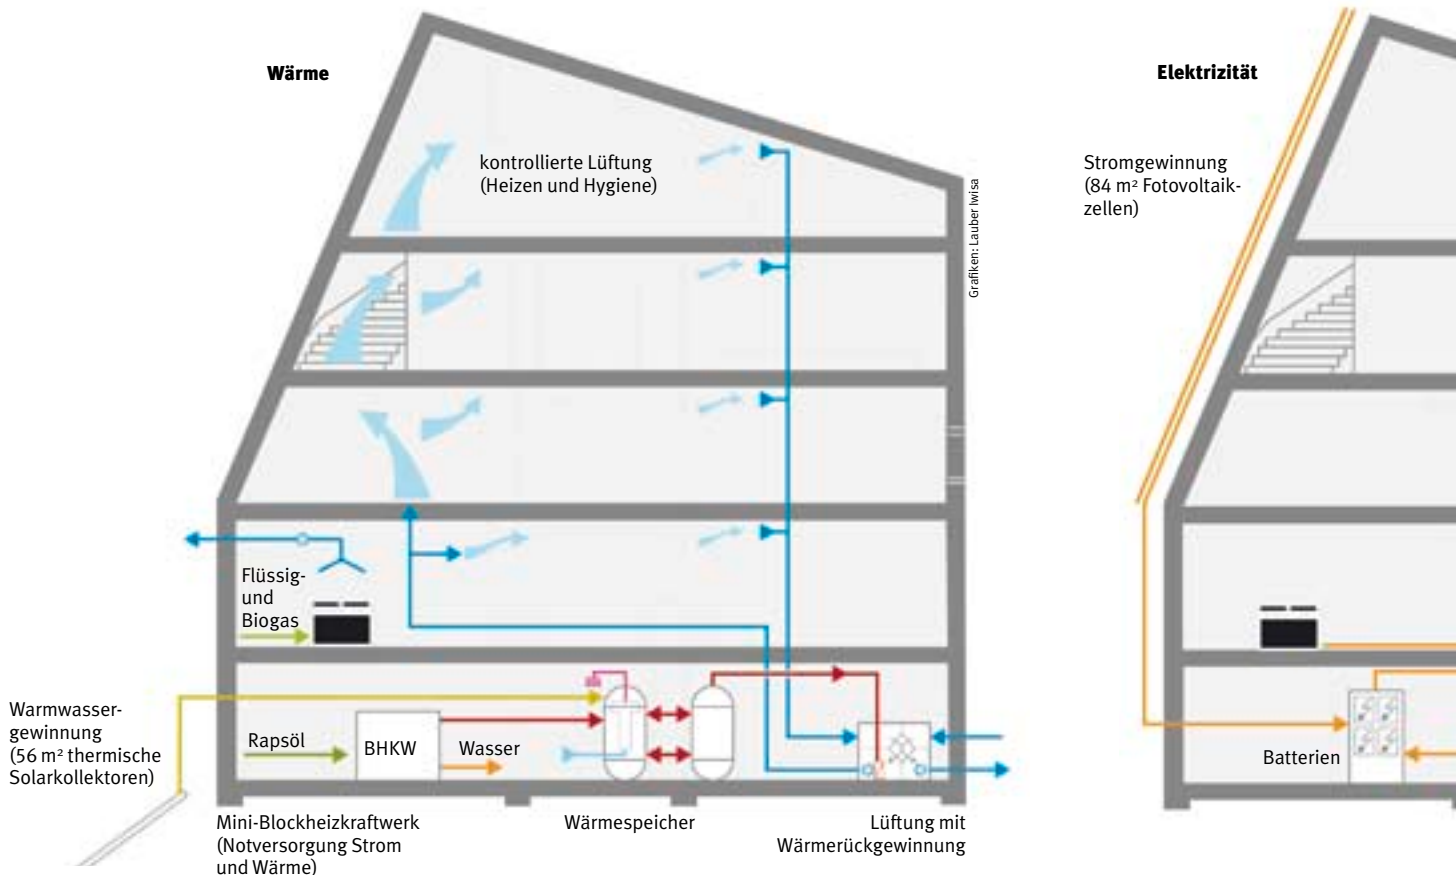 Wärme
kontrollierte Lüftung
(Heizen und Hygiene)
Grafiken: Lauber Iwisa
Flüssig-
und
Biogas
Warmwasser-
gewinnung
(56 m² thermische
Solarkollektoren)
Rapsöl
BHKW
Wasser
Mini-Blockheizkraftwerk
(Notversorgung Strom
und Wärme)
Wärmespeicher
Lüftung mit
Wärmerückgewinnung
Elektrizität
Stromgewinnung
(84 m² Fotovoltaik-
zellen)
Batterien